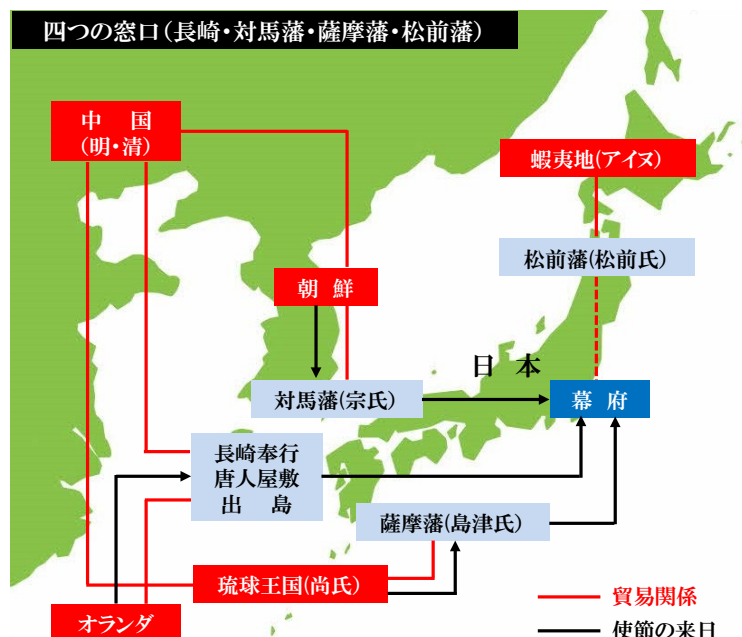 四つの窓口(長崎・対馬藩・薩摩藩・松前藩)
中　国
(明・清)
蝦夷地(アイヌ)
松前藩(松前氏)
朝 鮮
日 本
対馬藩(宗氏)
幕 府
長崎奉行
唐人屋敷
出　島
薩摩藩(島津氏)
琉球王国(尚氏)
オランダ
貿易関係
使節の来日